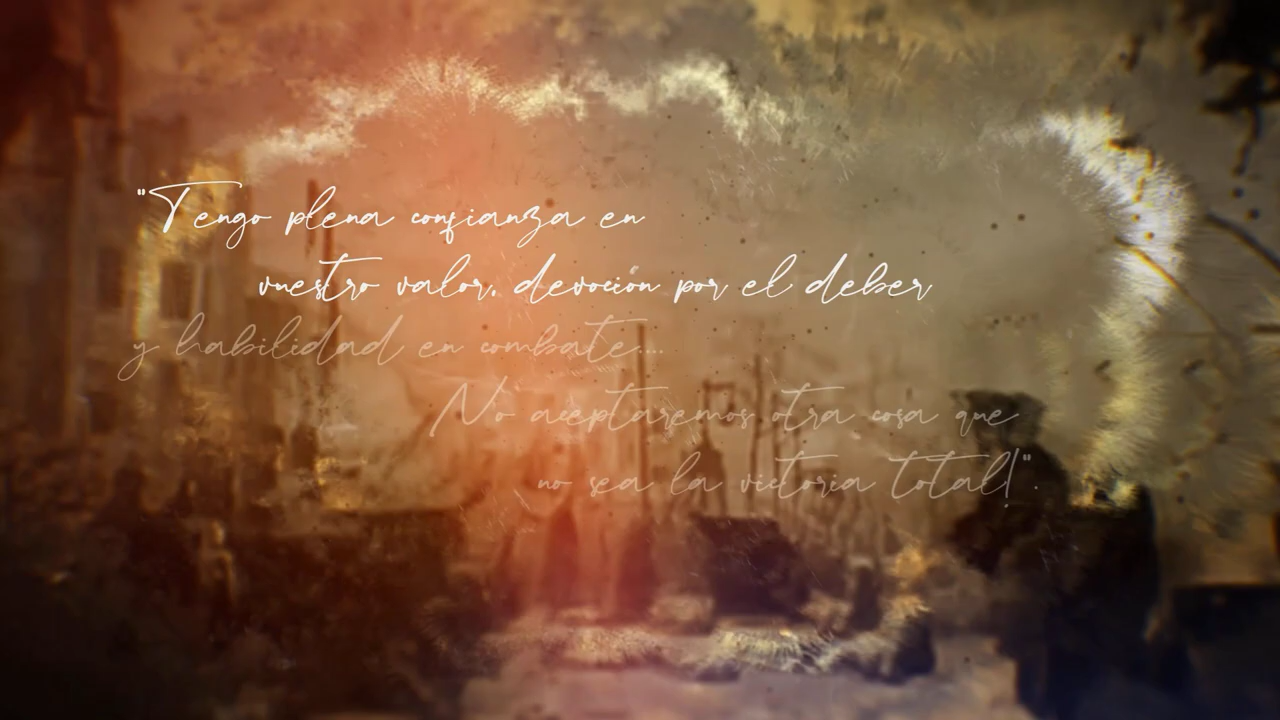 "Tengo plena confianza en
vuestro valor, devoción por el deber
y habilidad en combate....
No aceptaremos otra cosa que
no sea la victoria total!".